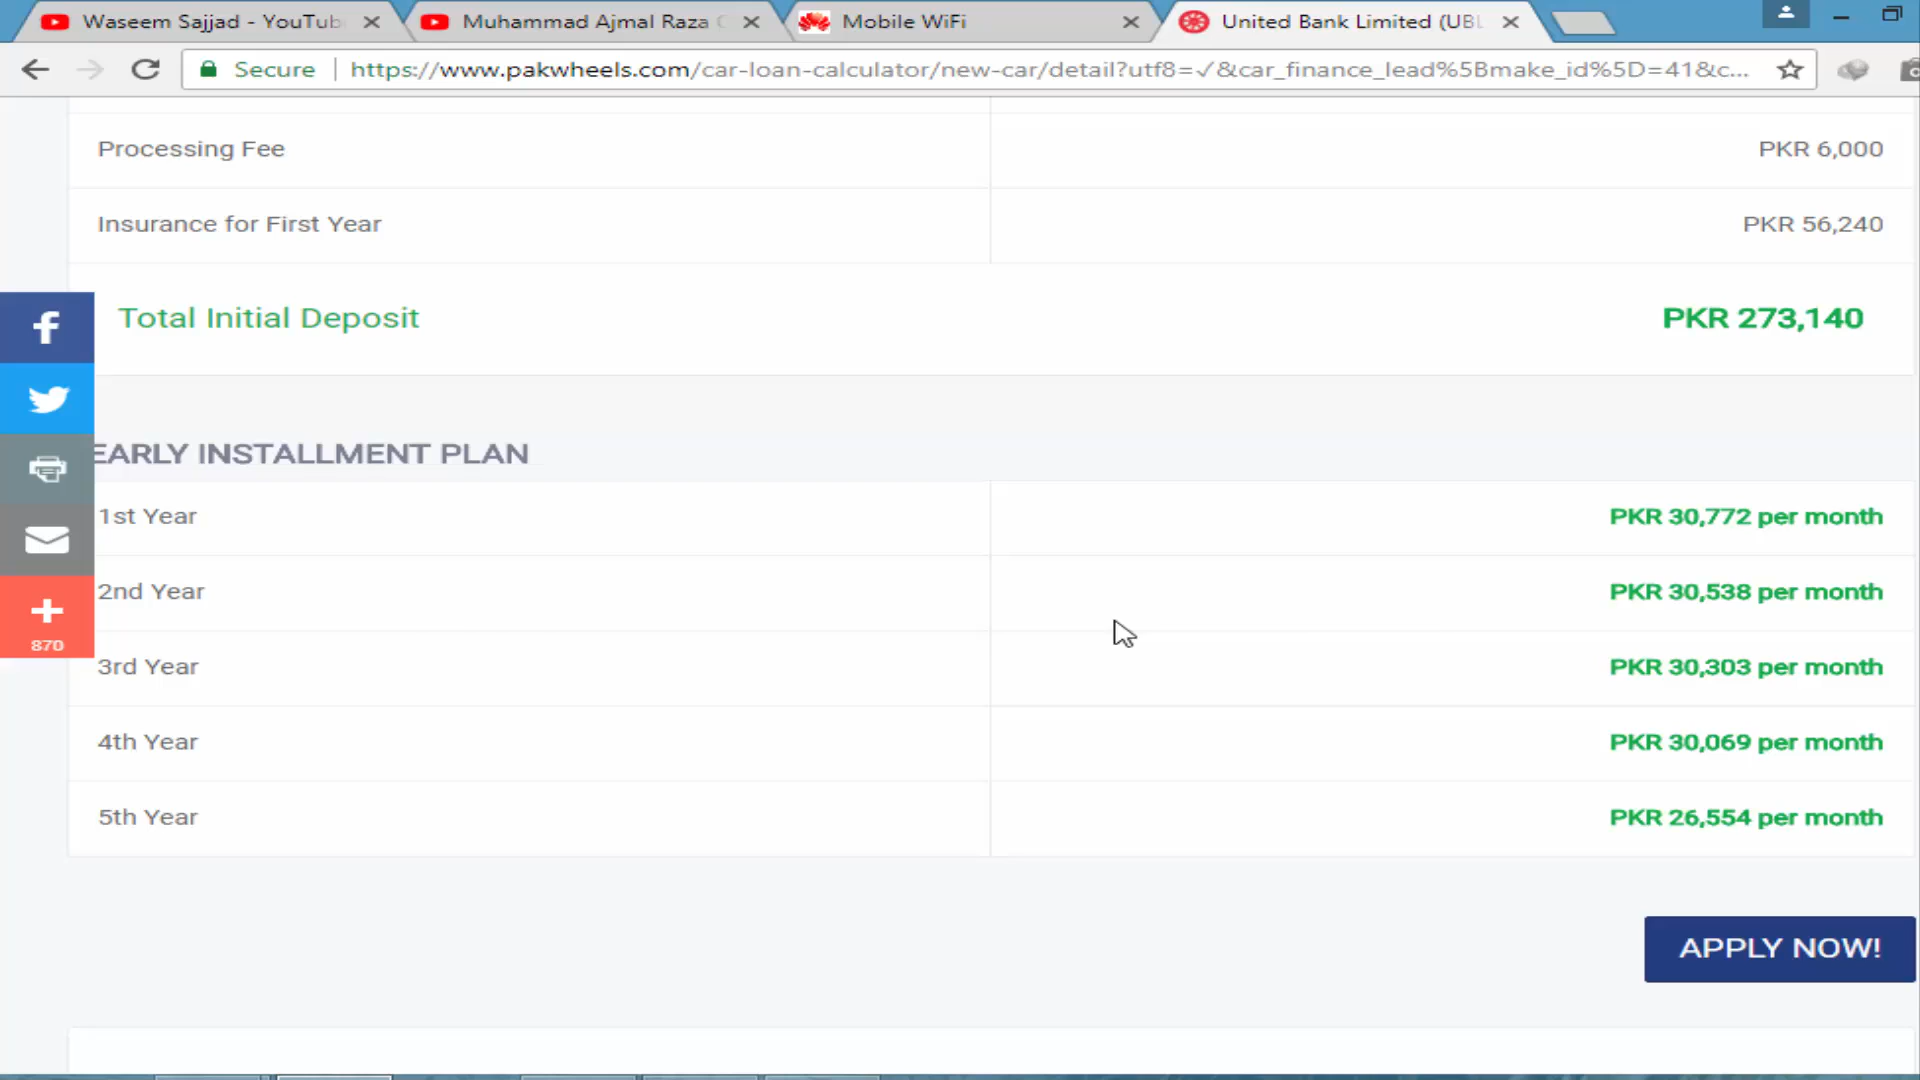 Waseem Sajjad - YouTub
Muhammad Ajmal Raza
Mobile WiFi
United Bank Limited (UBL
Secure
https://www.pakwheels.com/car-loan-calculator/new-car/detail?utf8=✓&car_finance_lead%5Bmake_id%5D=41&c...
Processing Fee PKR 6,000
Insurance for First Year PKR 56,240
Total Initial Deposit PKR 273,140
EARLY INSTALLMENT PLAN
1st Year PKR 30,772 per month
2nd Year PKR 30,538 per month
870
3rd Year PKR 30,303 per month
4th Year PKR 30,069 per month
5th Year PKR 26,554 per month
APPLY NOW!